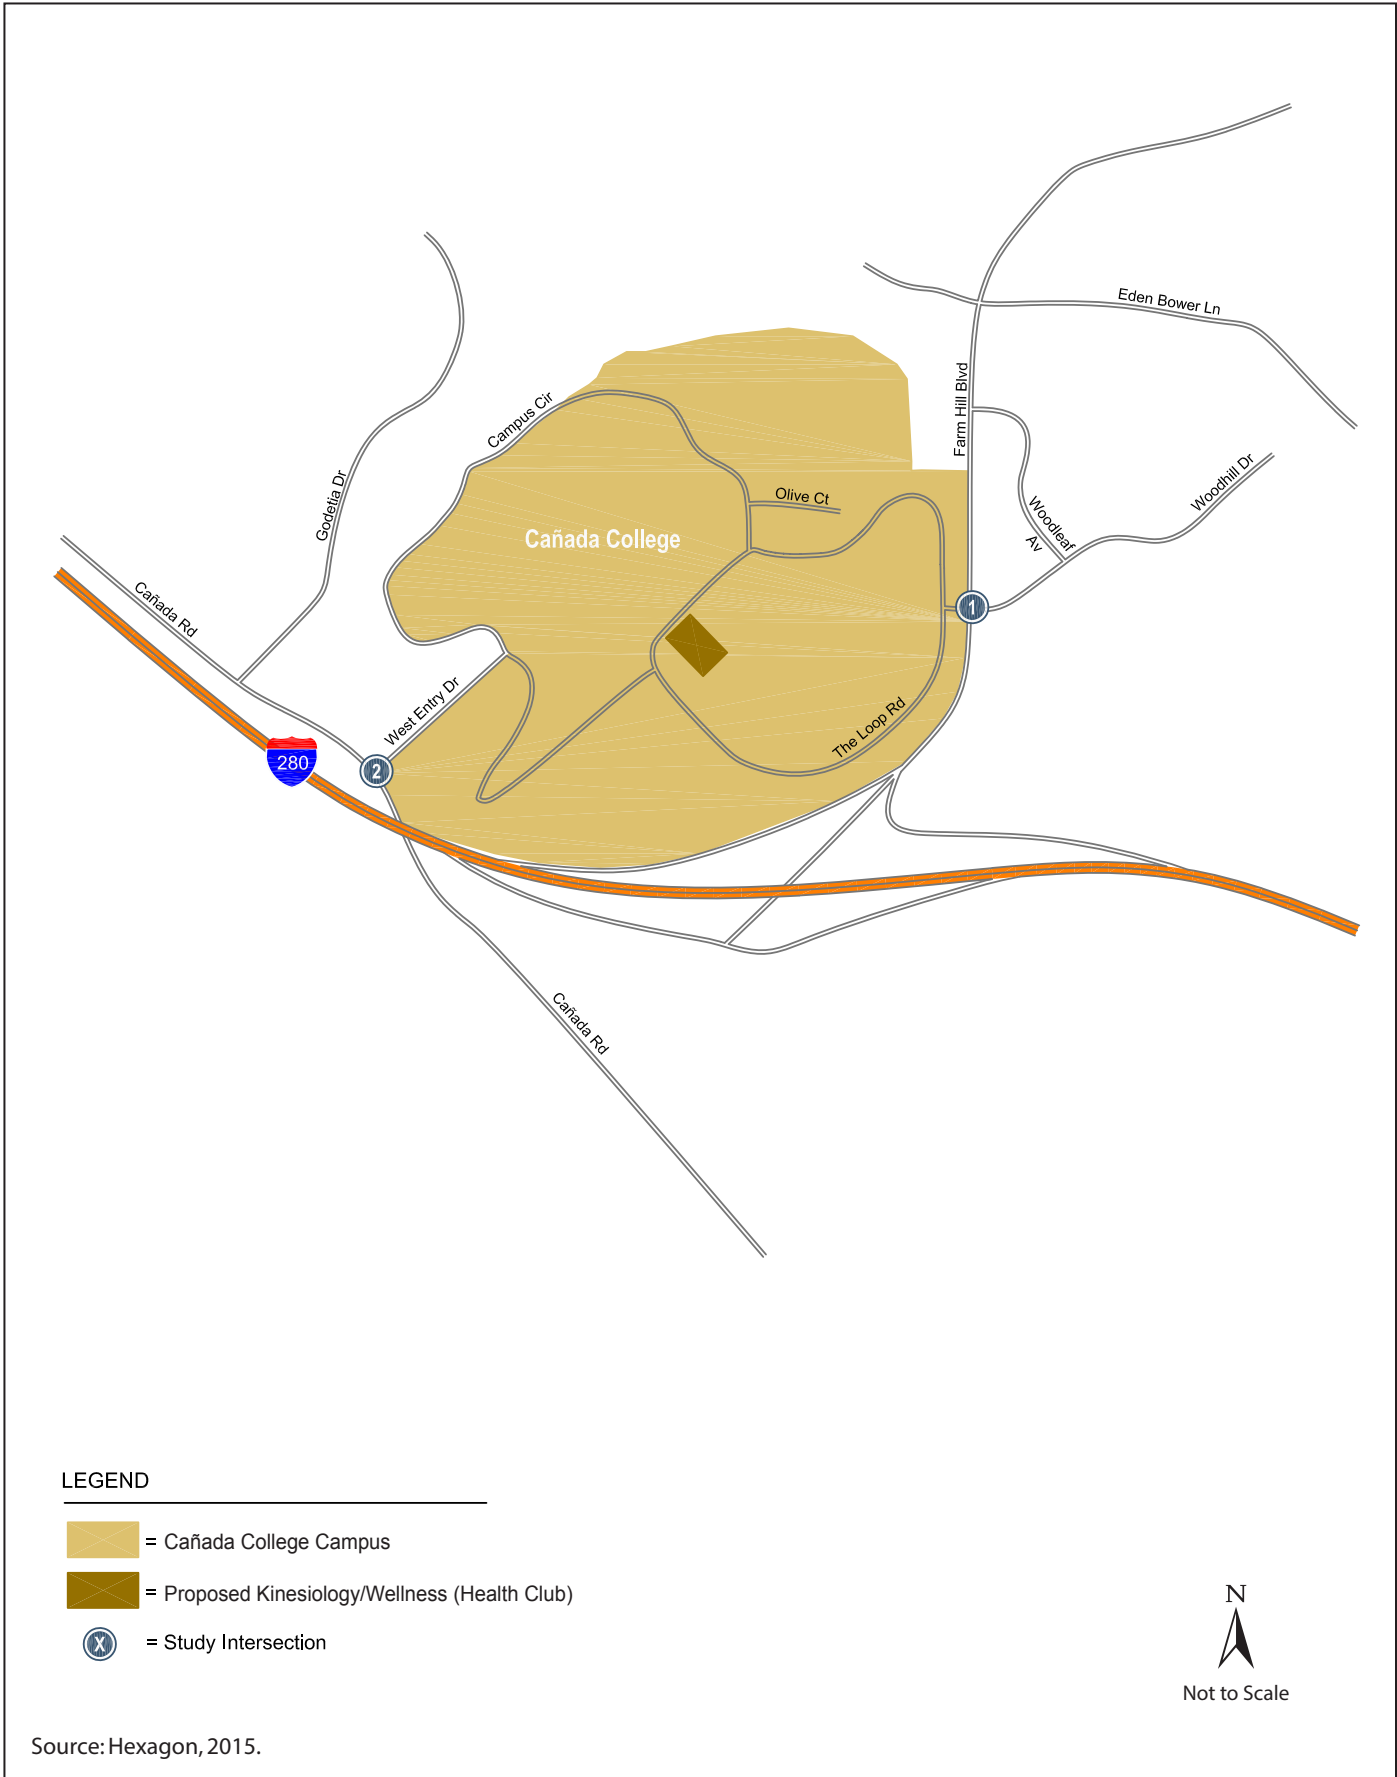 Eden Bower Ln
Farm Hill Blvd
Campus Cir
Woodhill Dr
Godetia Dr
Olive Ct
Woodleaf
Av
Cañada College
Cañada Rd
1
West Entry Dr
The Loop Rd
280
2
Cañada Rd
LEGEND
= Cañada College Campus
= Proposed Kinesiology/Wellness (Health Club)
X = Study Intersection
N
Not to Scale
Source: Hexagon, 2015.